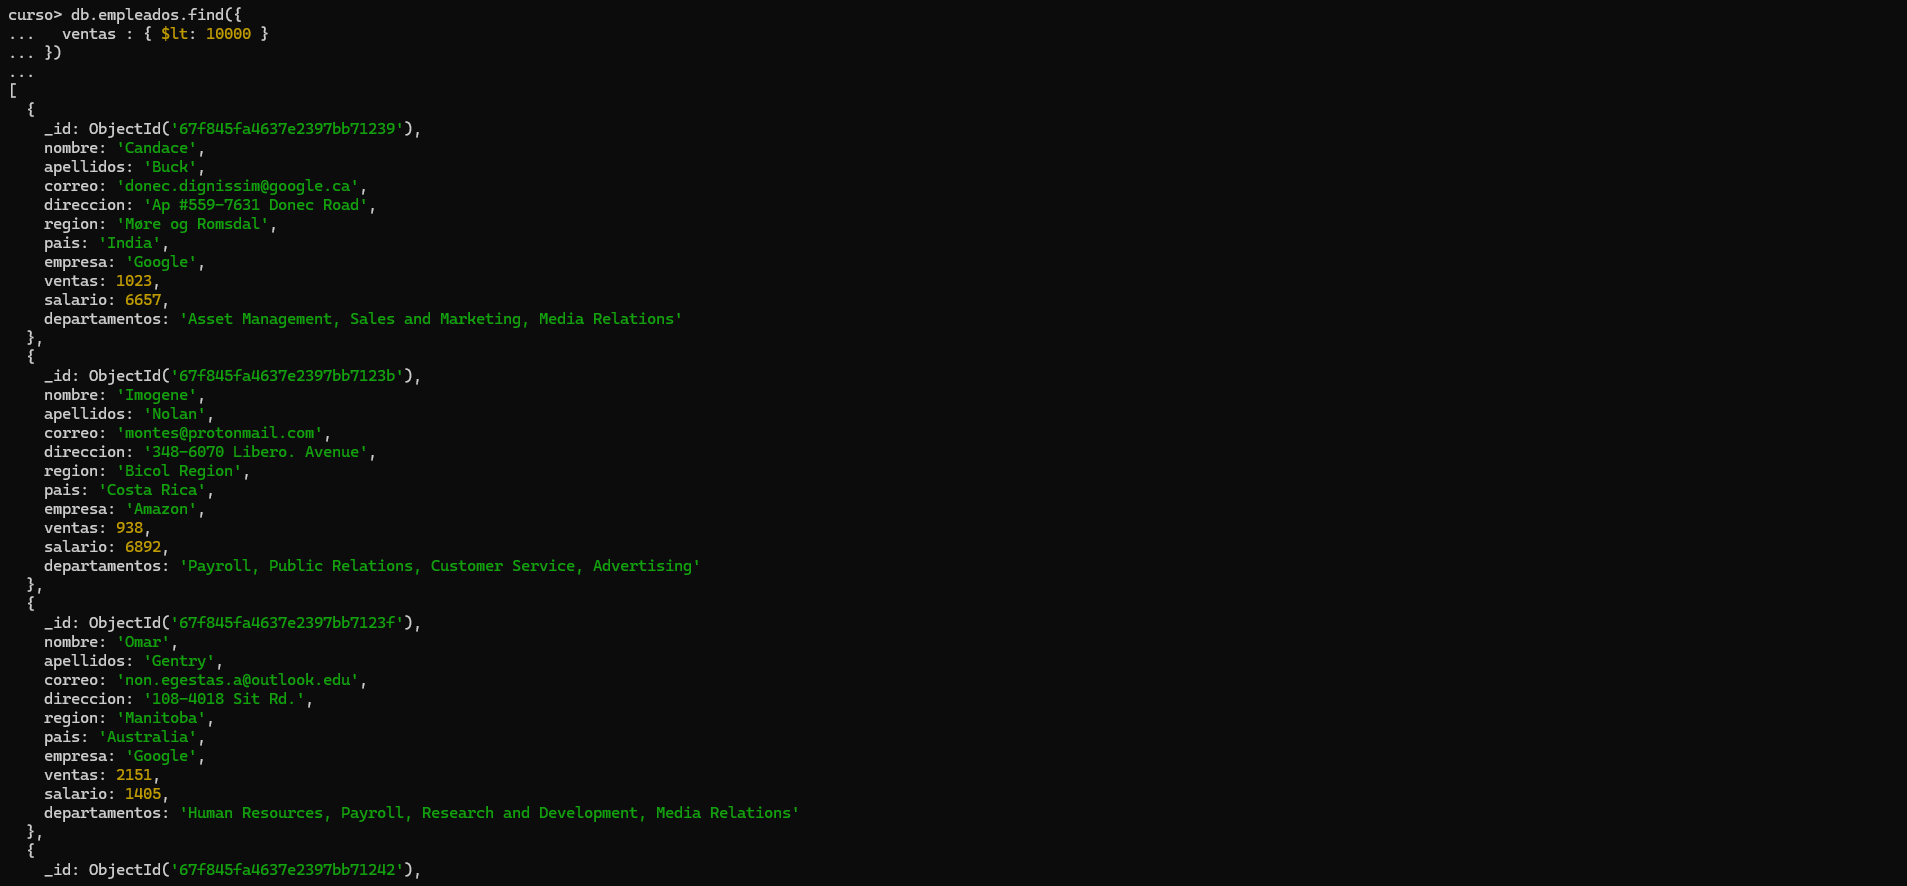 curso> db.empleados.find({
...   ventas : { $lt: 10000 }
... })
...
[
  {
    _id: ObjectId('67f845fa4637e2397bb71239'),
    nombre: 'Candace',
    apellidos: 'Buck',
    correo: 'donec.dignissim@google.ca',
    direccion: 'Ap #559-7631 Donec Road',
    region: 'Møre og Romsdal',
    pais: 'India',
    empresa: 'Google',
    ventas: 1023,
    salario: 6657,
    departamentos: 'Asset Management, Sales and Marketing, Media Relations'
  },
  {
    _id: ObjectId('67f845fa4637e2397bb7123b'),
    nombre: 'Imogene',
    apellidos: 'Nolan',
    correo: 'montes@protonmail.com',
    direccion: '348-6070 Libero. Avenue',
    region: 'Bicol Region',
    pais: 'Costa Rica',
    empresa: 'Amazon',
    ventas: 938,
    salario: 6892,
    departamentos: 'Payroll, Public Relations, Customer Service, Advertising'
  },
  {
    _id: ObjectId('67f845fa4637e2397bb7123f'),
    nombre: 'Omar',
    apellidos: 'Gentry',
    correo: 'non.egestas.a@outlook.edu',
    direccion: '108-4018 Sit Rd.',
    region: 'Manitoba',
    pais: 'Australia',
    empresa: 'Google',
    ventas: 2151,
    salario: 1405,
    departamentos: 'Human Resources, Payroll, Research and Development, Media Relations'
  },
  {
    _id: ObjectId('67f845fa4637e2397bb71242'),